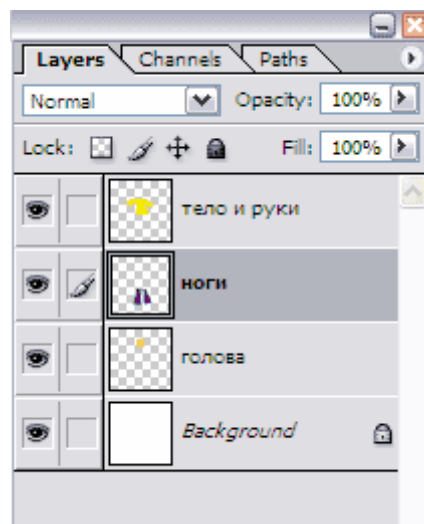 Layers Channels Paths
Normal Opacity: 100%
Lock: Fill: 100%
тело и руки
ноги
голова
Background